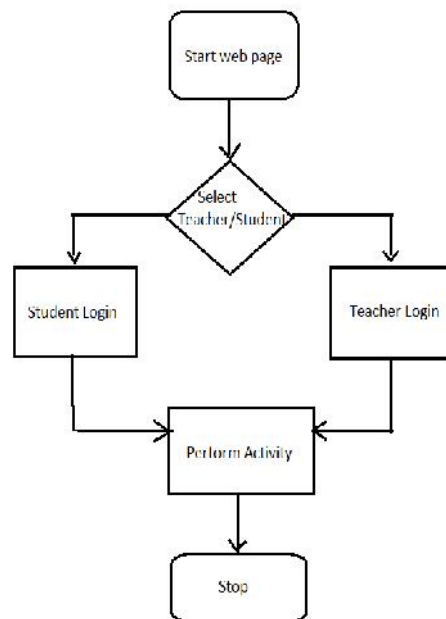 Start web page
Select
Teacher/Student
Student Login
Teacher Login
Perform Activity
Stop